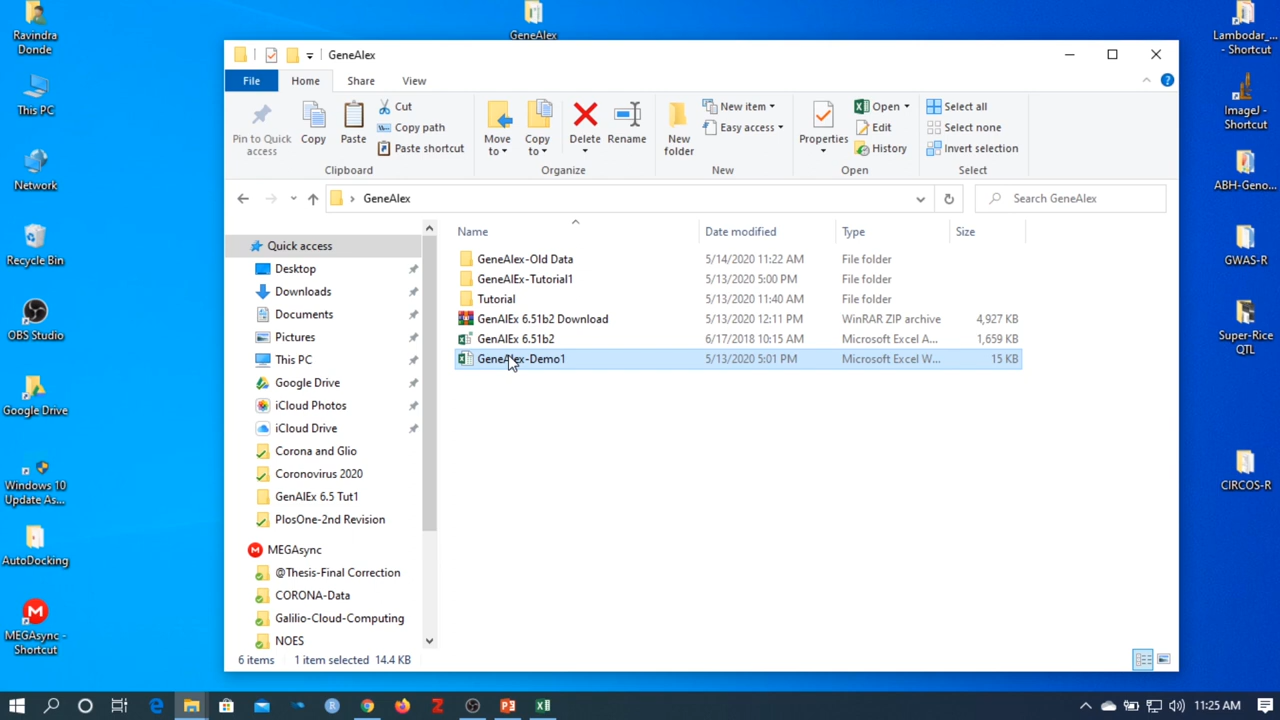 Ravindra
Donde
This PC
Network
Recycle Bin
OBS Studio
Google Drive
Windows 10
Update As...
AutoDocking
MEGAsync -
Shortcut
GeneAlex
Lambodar_...
- Shortcut
ImageJ -
Shortcut
ABH-Geno...
GWAS-R
Super-Rice
QTL
CIRCOS-R
GeneAlex
File Home Share View
Pin to Quick
access
Copy
Paste
Cut
Copy path
Paste shortcut
Clipboard
Move
to
Copy
to
Delete
Rename
Organize
New
folder
New item
Easy access
New
Properties
Open
Edit
History
Open
Select all
Select none
Invert selection
Select
GeneAlex
Search GeneAlex
Quick access
Desktop
Downloads
Documents
Pictures
This PC
Google Drive
iCloud Photos
iCloud Drive
Corona and Glio
Coronovirus 2020
GenAlEx 6.5 Tut1
PlosOne-2nd Revision
MEGAsync
@Thesis-Final Correction
CORONA-Data
Galilio-Cloud-Computing
NOES
Name Date modified Type Size
GeneAlex-Old Data 5/14/2020 11:22 AM File folder
GeneAlEx-Tutorial1 5/13/2020 5:00 PM File folder
Tutorial 5/13/2020 11:40 AM File folder
GenAlEx 6.51b2 Download 5/13/2020 12:11 PM WinRAR ZIP archive 4,927 KB
GenAlEx 6.51b2 6/17/2018 10:15 AM Microsoft Excel A... 1,659 KB
GeneAlex-Demo1 5/13/2020 5:01 PM Microsoft Excel W... 15 KB
6 items 1 item selected 14.4 KB
11:25 AM